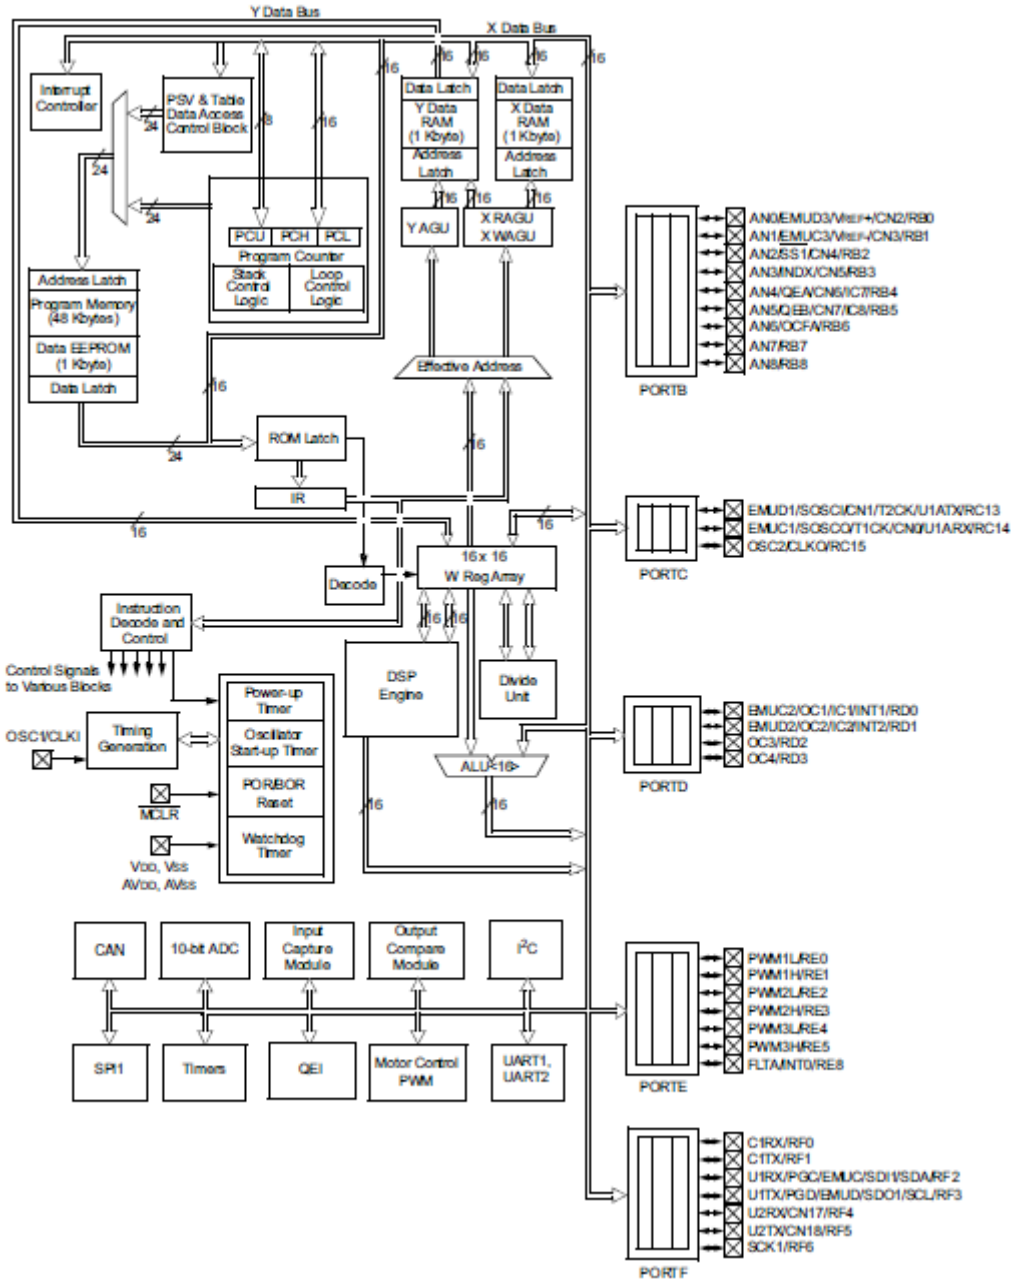 Y Data Bus
X Data Bus
16
16
16
16
16
Interrupt
Controller
PSV & Table
Data Access
Control Block
24
24
24
8
16
Data Latch
Y Data
RAM
(1 Kbyte)
Address
Latch
Data Latch
X Data
RAM
(1 Kbyte)
Address
Latch
16
16
16
Y AGU
X RAGU
X WAGU
PCU
PCH
PCL
Program Counter
Stack
Control
Logic
Loop
Control
Logic
Address Latch
Program Memory
(48 Kbytes)
Data EEPROM
(1 Kbyte)
Data Latch
16
24
Effective Address
16
ROM Latch
IR
16
16
16 x 16
W Reg Array
Decode
Instruction
Decode and
Control
Control Signals
to Various Blocks
16
16
DSP
Engine
Divide
Unit
OSC1/CLKI
Timing
Generation
Power-up
Timer
Oscillator
Start-up Timer
POR/BOR
Reset
Watchdog
Timer
MCLR
VDD, VSS
AVDD, AVSS
ALU<16>
16
16
CAN
10-bit ADC
Input
Capture
Module
Output
Compare
Module
I2C
SPI1
Timers
QEI
Motor Control
PWM
UART1,
UART2
AN0/EMUD3/VREF+/CN2/RB0
AN1/EMUC3/VREF-/CN3/RB1
AN2/SS1/CN4/RB2
AN3/INDX/CN5/RB3
AN4/QEA/CN6/IC7/RB4
AN5/QEB/CN7/IC8/RB5
AN6/OCFA/RB6
AN7/RB7
AN8/RB8
PORTB
EMUD1/SOSCI/CN1/T2CK/U1ATX/RC13
EMUC1/SOSCO/T1CK/CN0/U1ARX/RC14
OSC2/CLKO/RC15
PORTC
EMUC2/OC1/IC1/INT1/RD0
EMUD2/OC2/IC2/INT2/RD1
OC3/RD2
OC4/RD3
PORTD
PWM1L/RE0
PWM1H/RE1
PWM2L/RE2
PWM2H/RE3
PWM3L/RE4
PWM3H/RE5
FLTA/INT0/RE8
PORTE
C1RX/RF0
C1TX/RF1
U1RX/PGC/EMUC/SDI1/SDA/RF2
U1TX/PGD/EMUD/SDO1/SCL/RF3
U2RX/CN17/RF4
U2TX/CN18/RF5
SCK1/RF6
PORTF